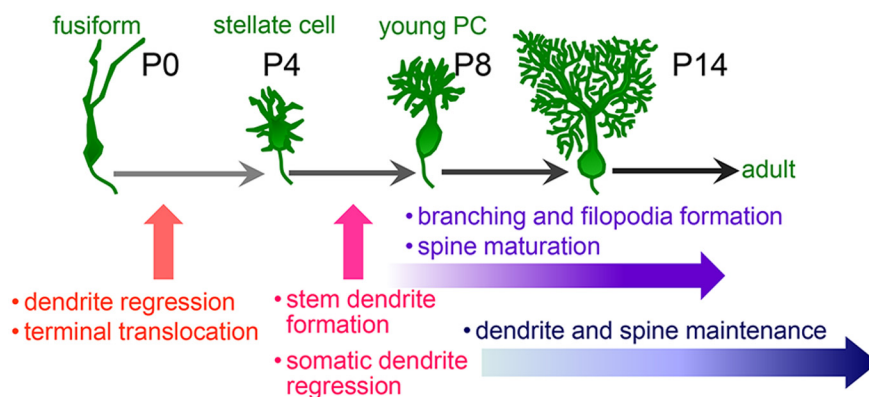 fusiform
stellate cell
young PC
P0
P4
P8
P14
adult
• branching and filopodia formation
• spine maturation
• dendrite regression
• terminal translocation
• stem dendrite
formation
• somatic dendrite
regression
• dendrite and spine maintenance